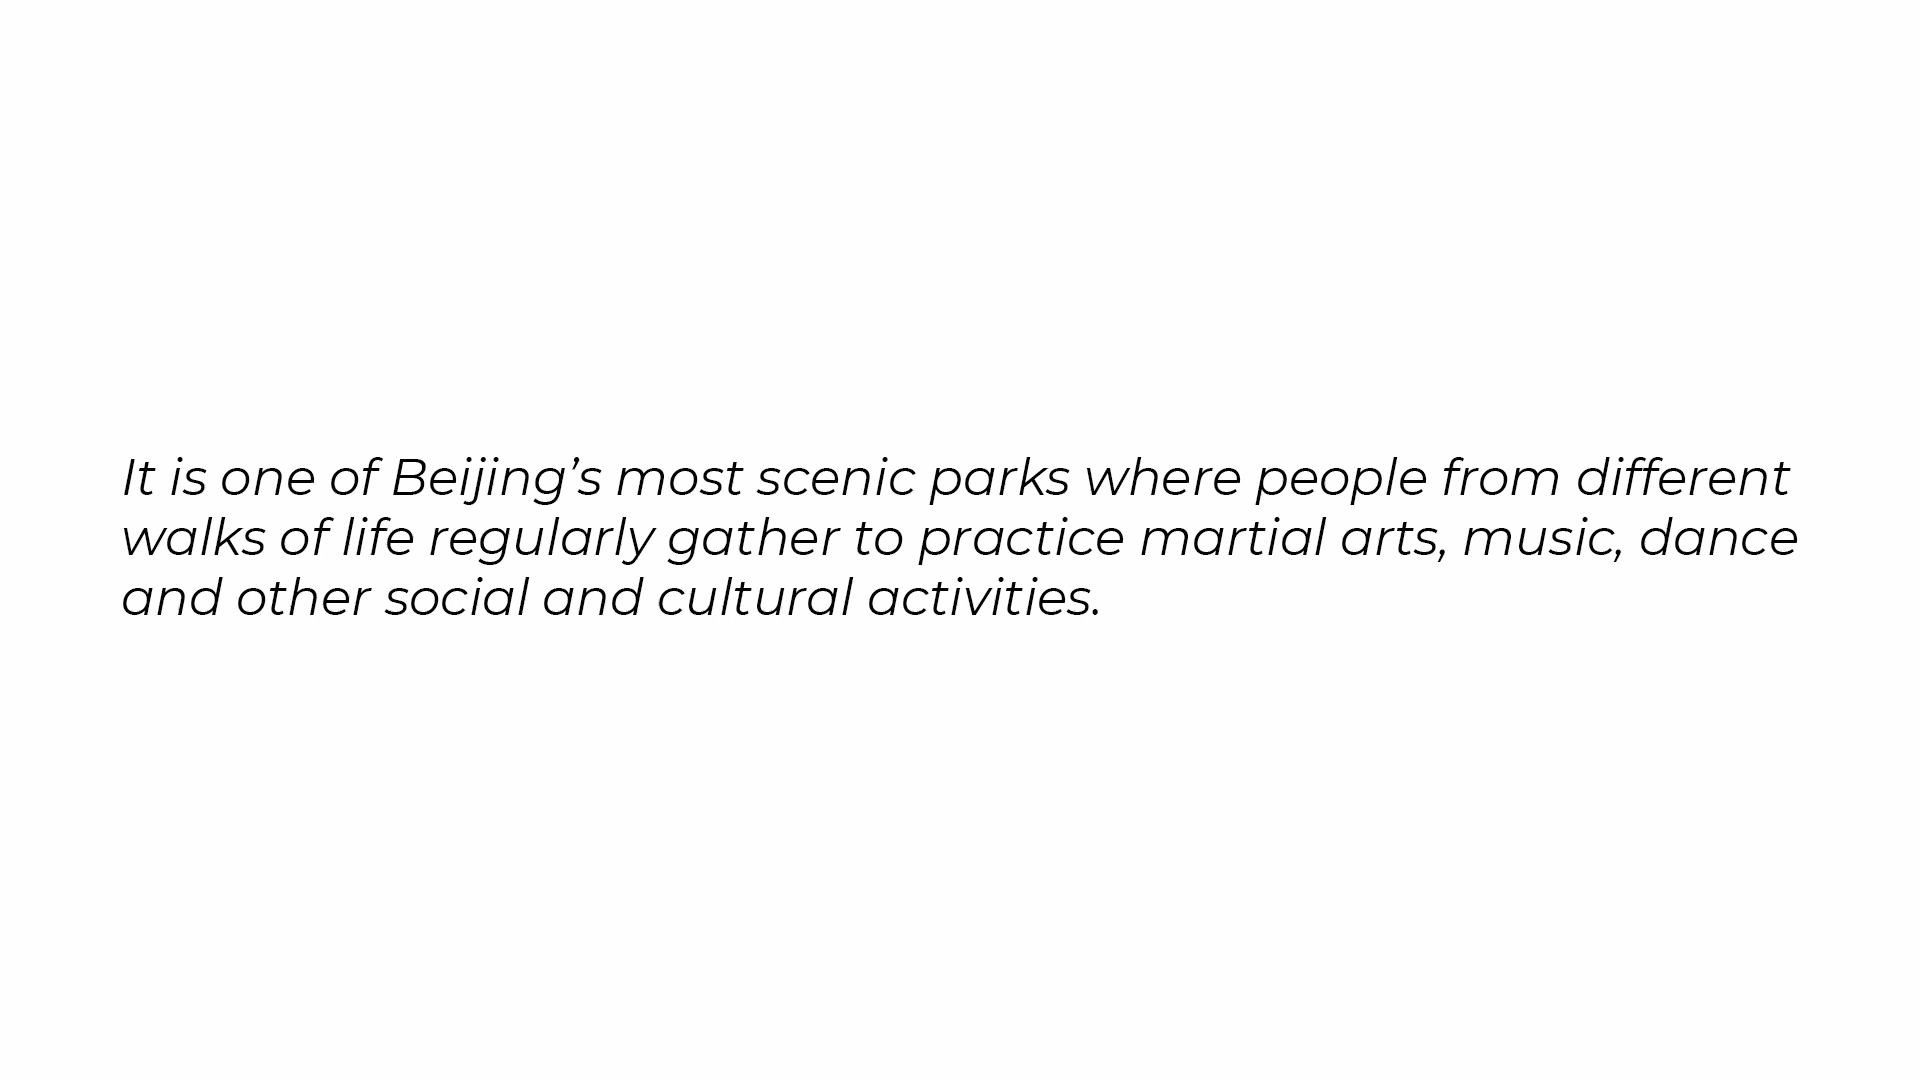 It is one of Beijing’s most scenic parks where people from different
walks of life regularly gather to practice martial arts, music, dance
and other social and cultural activities.